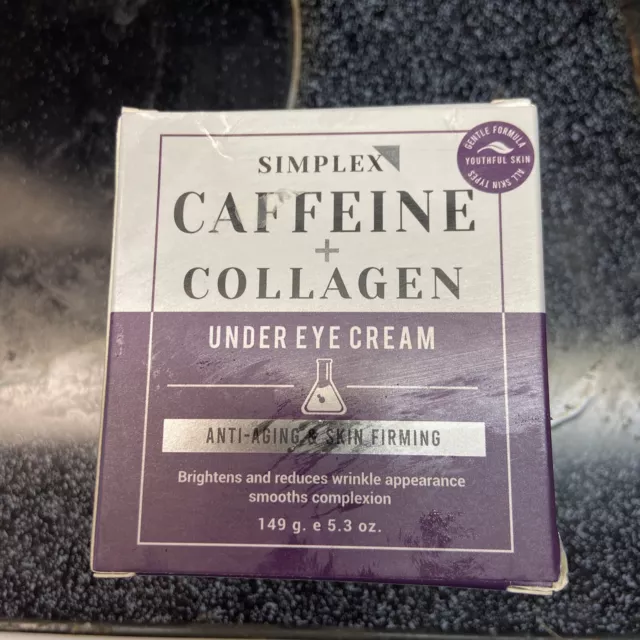 SIMPLEX
GENTLE FORMULA
YOUTHFUL SKIN
ALL SKIN TYPES
CAFFEINE
+
COLLAGEN
UNDER EYE CREAM
ANTI-AGING & SKIN FIRMING
Brightens and reduces wrinkle appearance
smooths complexion
149 g. e 5.3 oz.